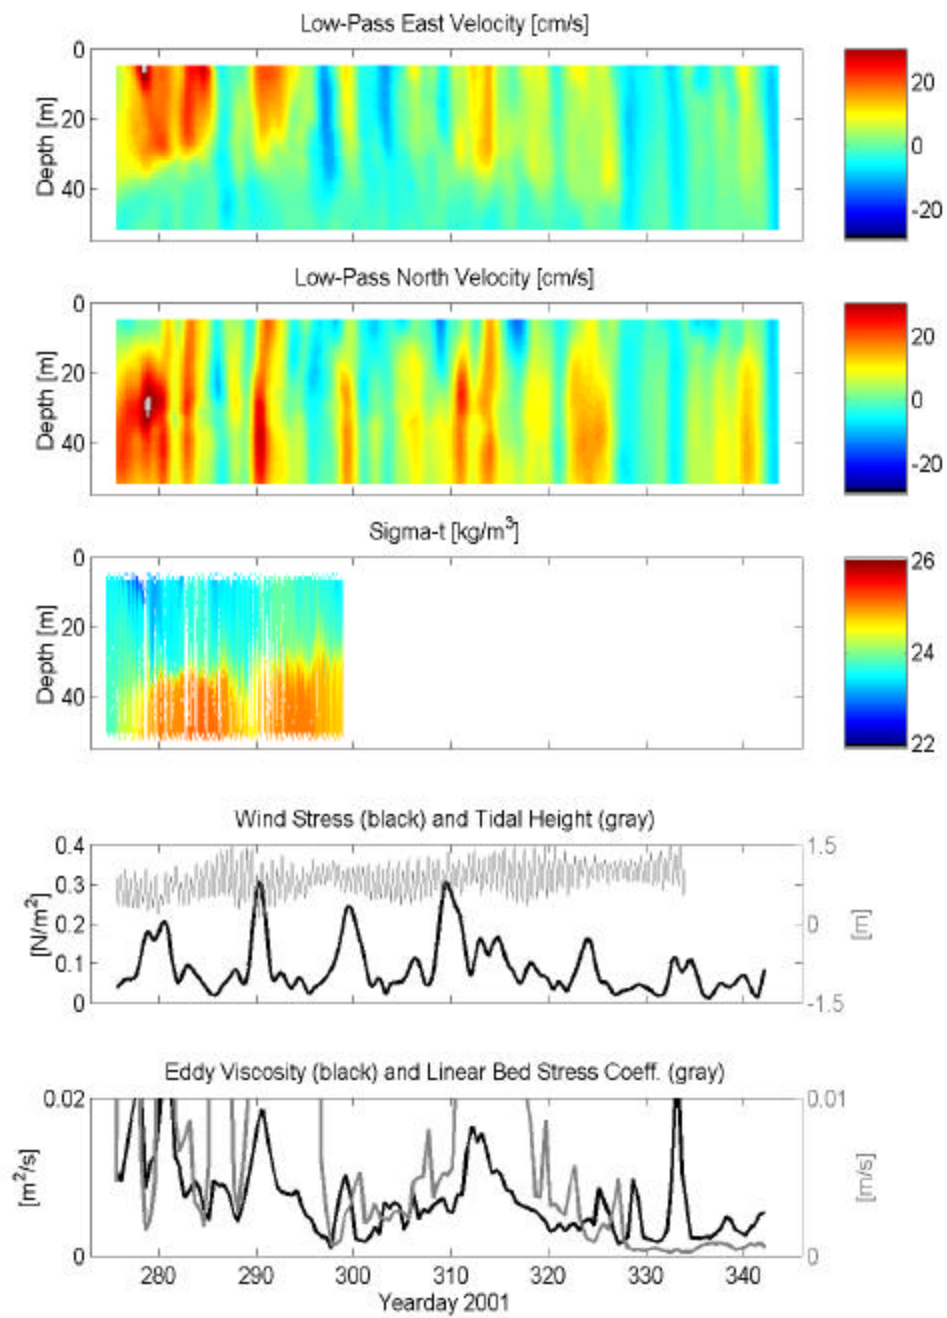 Low-Pass East Velocity [cm/s]
0
20
40
Depth [m]
20
0
-20
Low-Pass North Velocity [cm/s]
0
20
40
Depth [m]
20
0
-20
Sigma-t [kg/m³]
0
20
40
Depth [m]
26
24
22
Wind Stress (black) and Tidal Height (gray)
0.4
0.3
0.2
0.1
0
[N/m²]
1.5
0
-1.5
[m]
Eddy Viscosity (black) and Linear Bed Stress Coeff. (gray)
0.02
0
[m²/s]
0.01
0
[m/s]
280 290 300 310 320 330 340
Yearday 2001